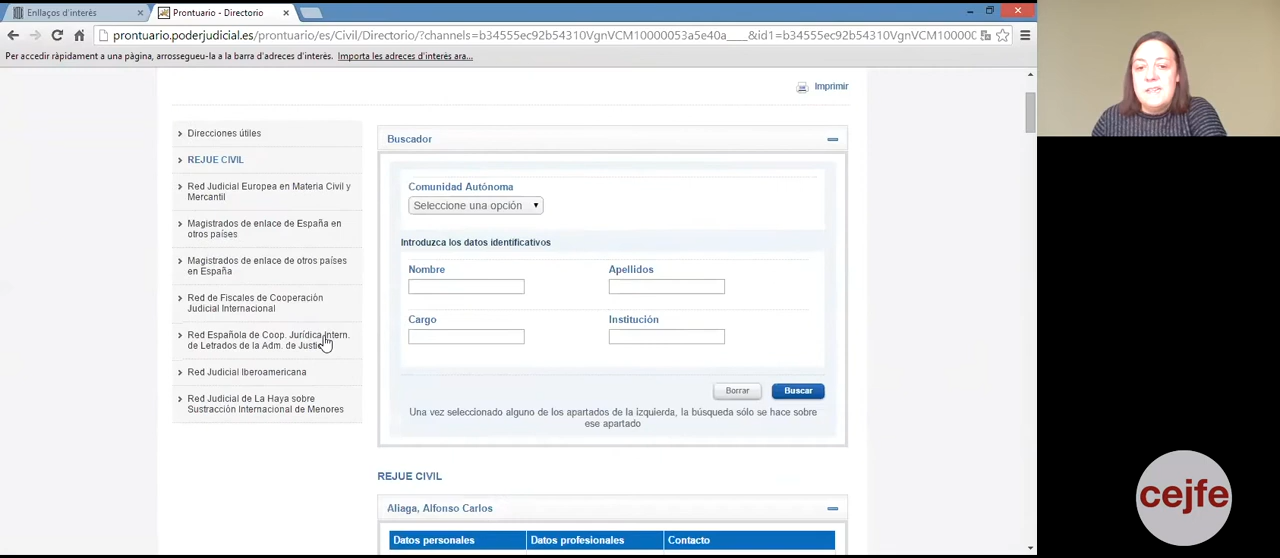 Enllaços d'interès
Prontuario - Directorio
prontuario.poderjudicial.es/prontuario/es/Civil/Directorio/?channels=b34555ec92b54310VgnVCM10000053a5e40a____&id1=b34555ec92b54310VgnVCM1000000
Per accedir ràpidament a una pàgina, arrossegueu-la a la barra d'adreces d'interès. Importa les adreces d'interès ara...
Imprimir
Direcciones útiles
REJUE CIVIL
Red Judicial Europea en Materia Civil y
Mercantil
Magistrados de enlace de España en
otros países
Magistrados de enlace de otros países
en España
Red de Fiscales de Cooperación
Judicial Internacional
Red Española de Coop. Jurídica Intern.
de Letrados de la Adm. de
Red Judicial Iberoamericana
Red Judicial de La Haya sobre
Sustracción Internacional de Menores
Buscador
Comunidad Autónoma
Seleccione una opción
Introduzca los datos identificativos
Nombre
Apellidos
Cargo
Institución
Borrar
Buscar
Una vez seleccionado alguno de los apartados de la izquierda, la búsqueda sólo se hace sobre
ese apartado
REJUE CIVIL
Aliaga, Alfonso Carlos
Datos personales
Datos profesionales
Contacto
cejfe